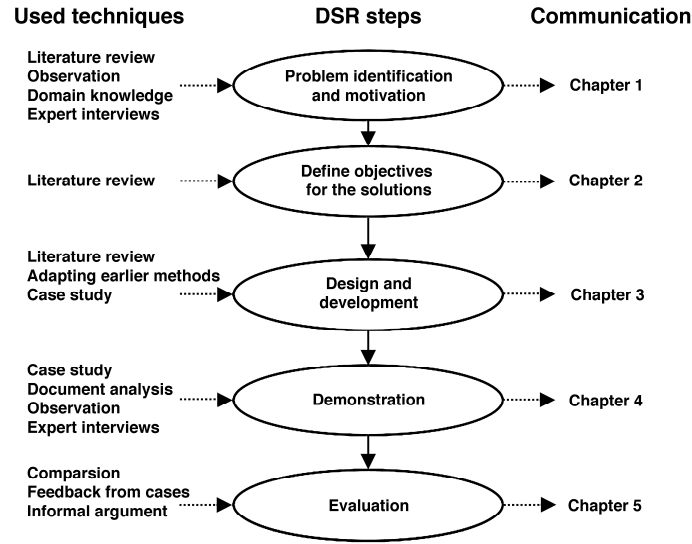 Used techniques
DSR steps
Communication
Literature review
Observation
Domain knowledge
Expert interviews
Problem identification
and motivation
Chapter 1
Literature review
Define objectives
for the solutions
Chapter 2
Literature review
Adapting earlier methods
Case study
Design and
development
Chapter 3
Case study
Document analysis
Observation
Expert interviews
Demonstration
Chapter 4
Comparsion
Feedback from cases
Informal argument
Evaluation
Chapter 5